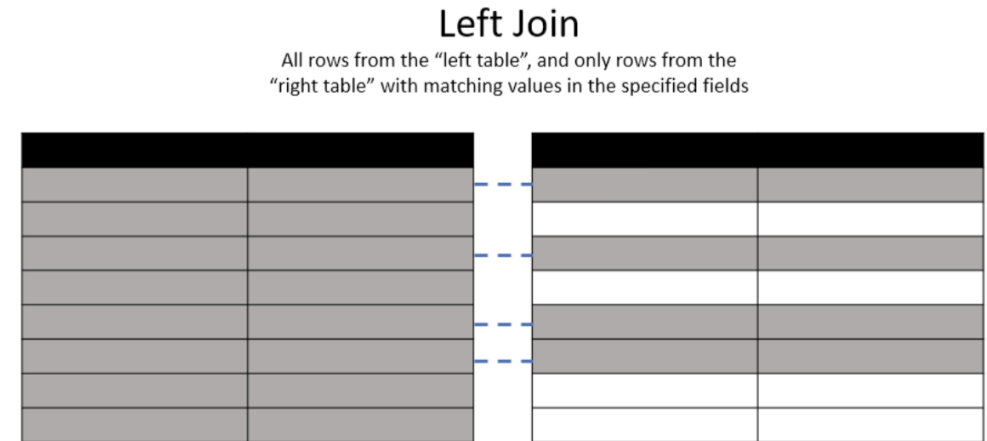 Left Join
All rows from the “left table”, and only rows from the
“right table” with matching values in the specified fields